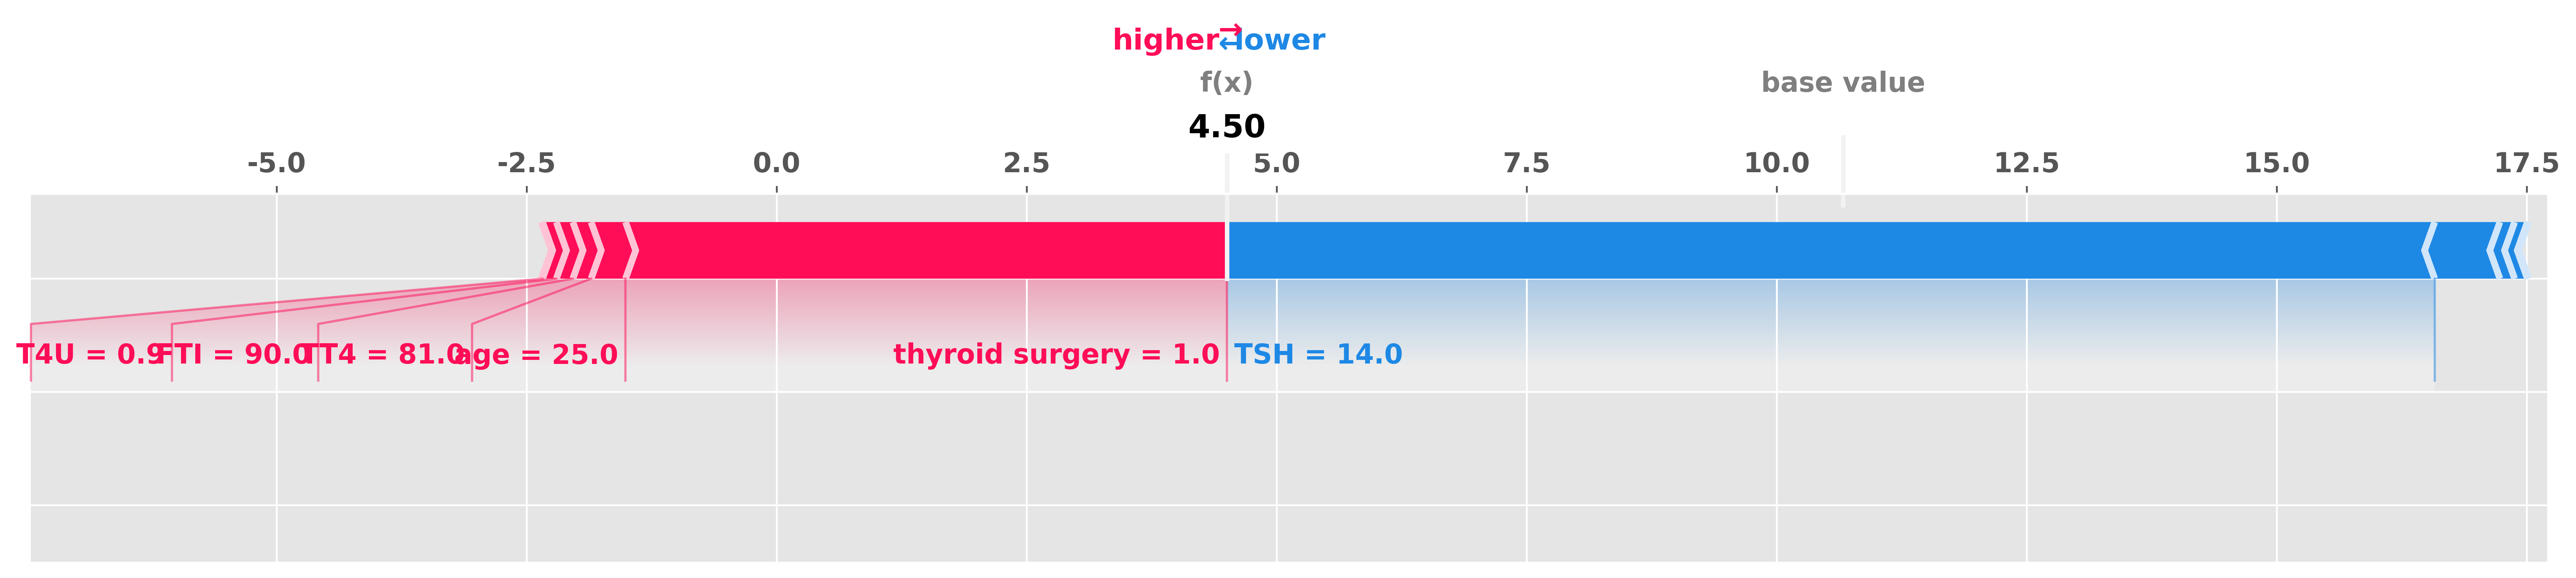 higher → ← lower
f(x) base value
4.50
-5.0 -2.5 0.0 2.5 5.0 7.5 10.0 12.5 15.0 17.5
T4U = 0.9 FTI = 90.0 TT4 = 81.0 age = 25.0 thyroid surgery = 1.0 TSH = 14.0